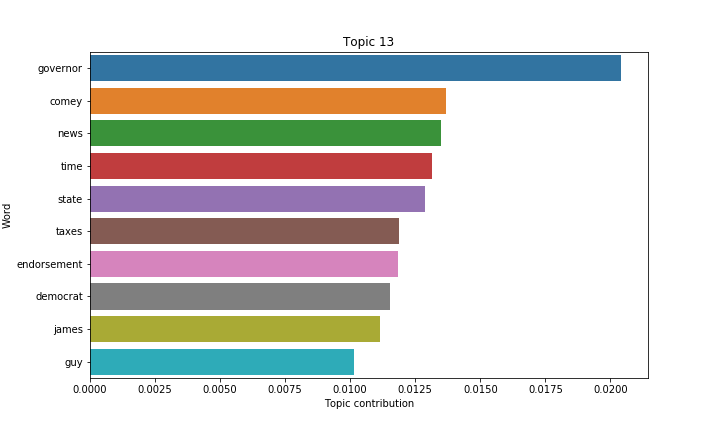 Topic 13
Word
governor
comey
news
time
state
taxes
endorsement
democrat
james
guy
0.0000 0.0025 0.0050 0.0075 0.0100 0.0125 0.0150 0.0175 0.0200
Topic contribution